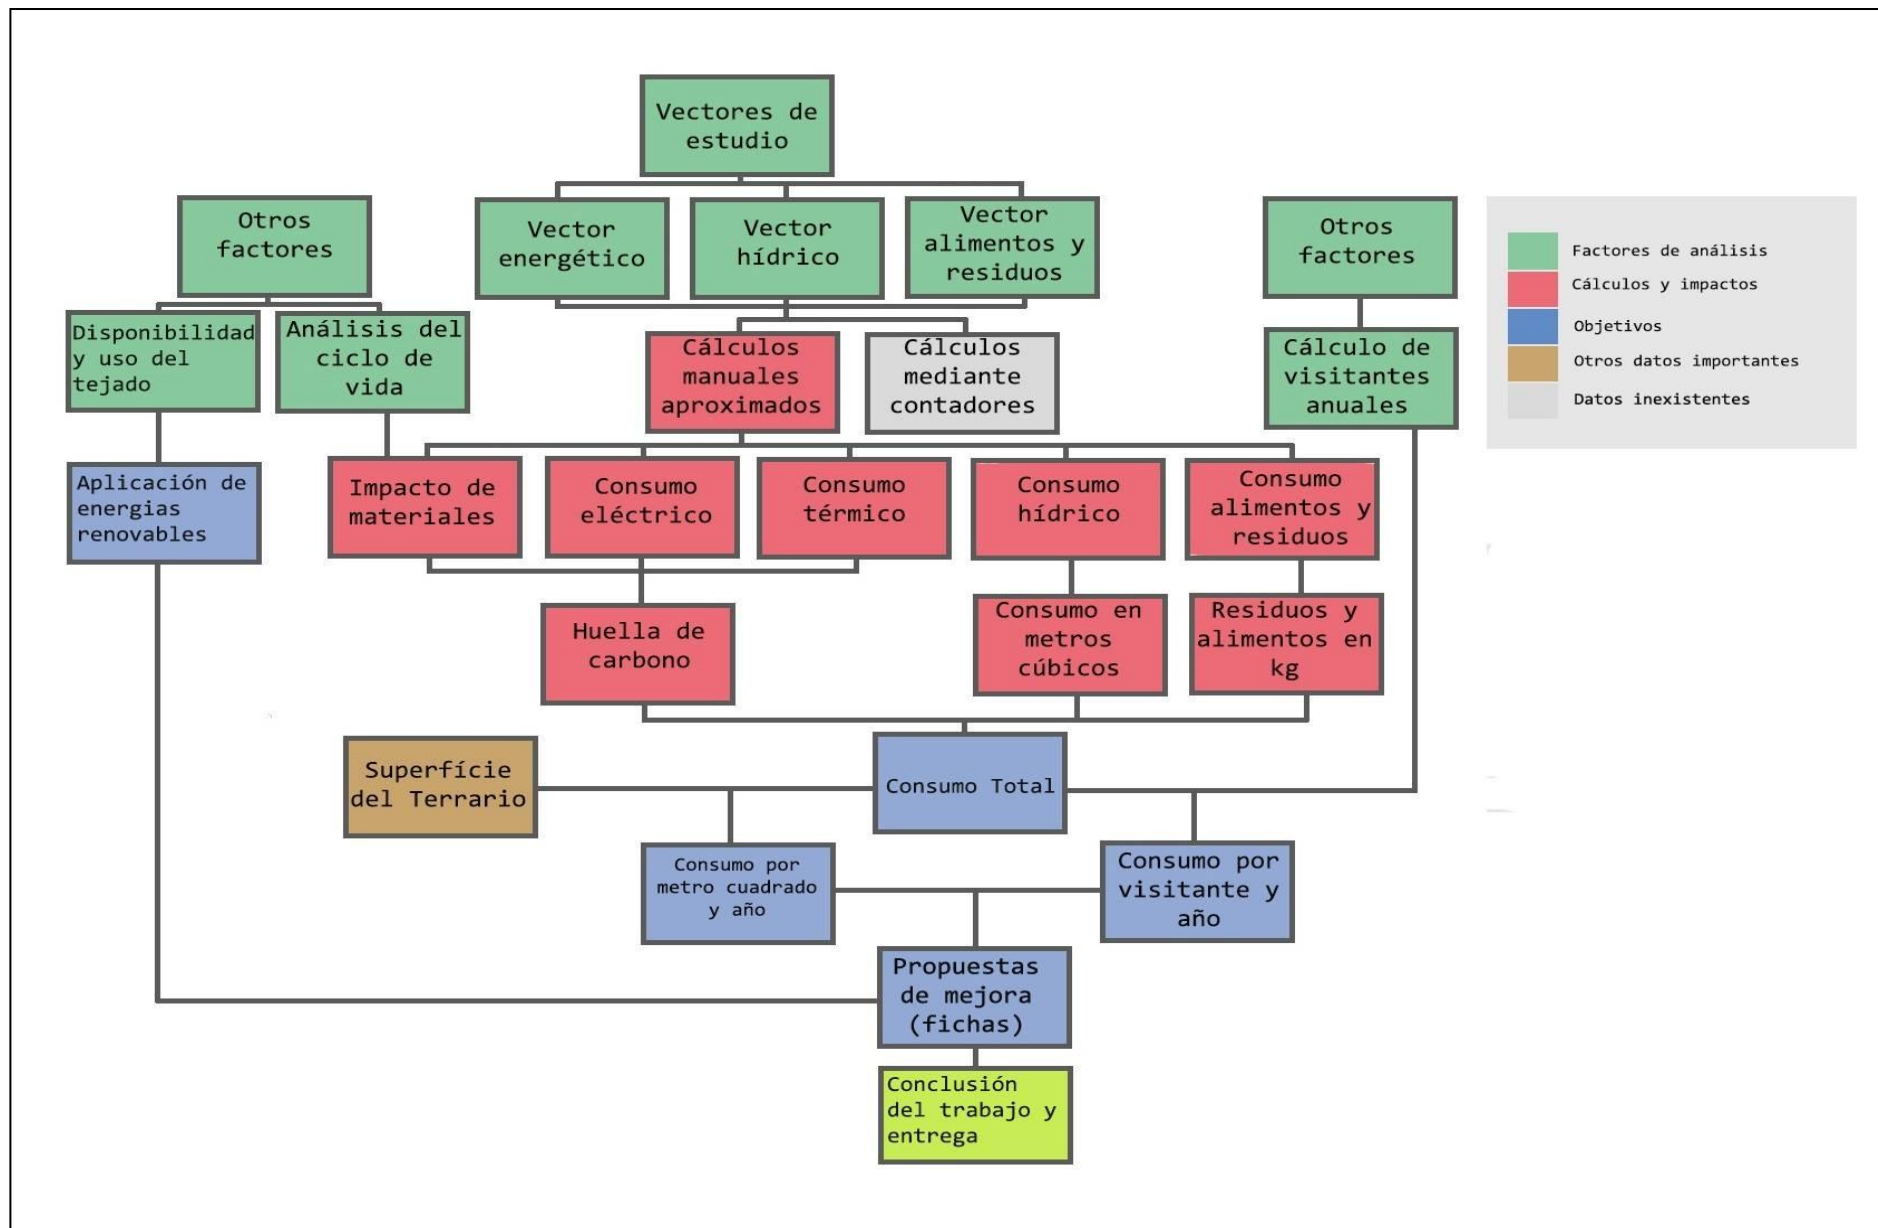 Vectores de
estudio
Otros
factores
Vector
energético
Vector
hídrico
Vector
alimentos y
residuos
Otros
factores
Disponibilidad
y uso del
tejado
Análisis del
ciclo de
vida
Cálculos
manuales
aproximados
Cálculos
mediante
contadores
Cálculo de
visitantes
anuales
Factores de análisis
Cálculos y impactos
Objetivos
Otros datos importantes
Datos inexistentes
Aplicación de
energias
renovables
Impacto de
materiales
Consumo
eléctrico
Consumo
térmico
Consumo
hídrico
Consumo
alimentos y
residuos
Huella de
carbono
Consumo en
metros
cúbicos
Residuos y
alimentos en
kg
Superfície
del Terrario
Consumo Total
Consumo por
metro cuadrado
y año
Consumo por
visitante y
año
Propuestas
de mejora
(fichas)
Conclusión
del trabajo y
entrega